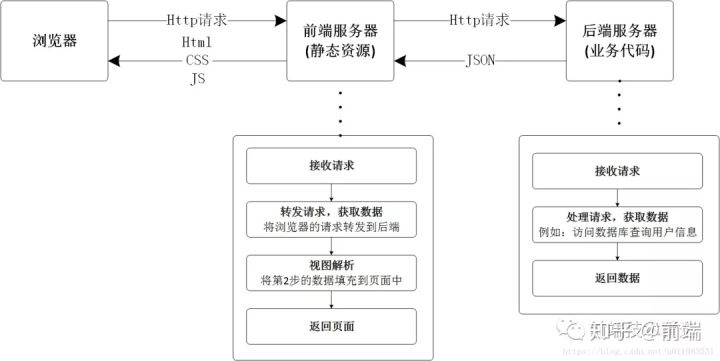 浏览器
Http请求
Html
CSS
JS
前端服务器
(静态资源)
Http请求
JSON
后端服务器
(业务代码)
接收请求
转发请求，获取数据
将浏览器的请求转发到后端
视图解析
将第2步的数据填充到页面中
返回页面
接收请求
处理请求，获取数据
例如：访问数据库查询用户信息
返回数据
知乎 @前端